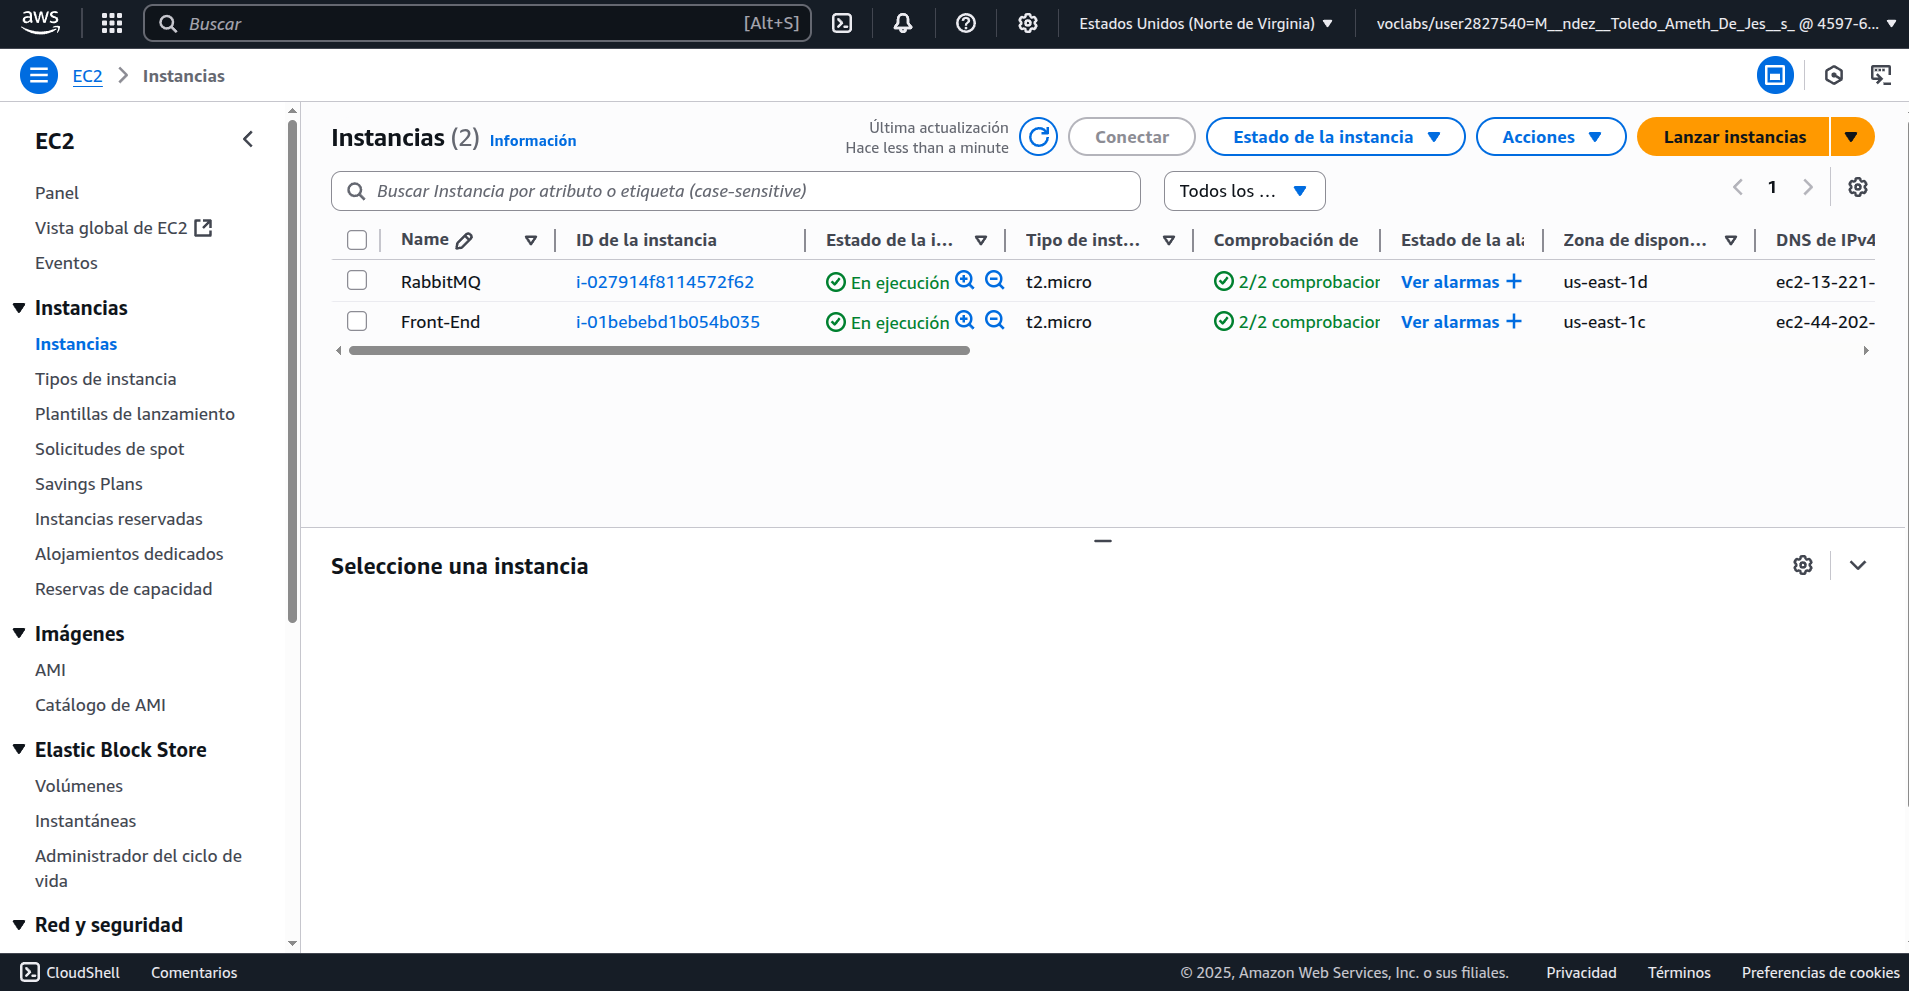 aws
Buscar
[Alt+S]
Estados Unidos (Norte de Virginia)
voclabs/user2827540=M__ndez__Toledo_Ameth_De_Jes__s_ @ 4597-6...
EC2
Instancias
EC2
Panel
Vista global de EC2
Eventos
Instancias
Instancias
Tipos de instancia
Plantillas de lanzamiento
Solicitudes de spot
Savings Plans
Instancias reservadas
Alojamientos dedicados
Reservas de capacidad
Imágenes
AMI
Catálogo de AMI
Elastic Block Store
Volúmenes
Instantáneas
Administrador del ciclo de
vida
Red y seguridad
Instancias (2) Información
Última actualización
Hace less than a minute
Conectar
Estado de la instancia
Acciones
Lanzar instancias
Buscar Instancia por atributo o etiqueta (case-sensitive)
Todos los ...
1
Name ID de la instancia Estado de la i... Tipo de inst... Comprobación de Estado de la ala Zona de dispon... DNS de IPv4
RabbitMQ i-027914f8114572f62 En ejecución t2.micro 2/2 comprobacion Ver alarmas + us-east-1d ec2-13-221-
Front-End i-01bebebd1b054b035 En ejecución t2.micro 2/2 comprobacion Ver alarmas + us-east-1c ec2-44-202-
Seleccione una instancia
CloudShell
Comentarios
© 2025, Amazon Web Services, Inc. o sus filiales.
Privacidad
Términos
Preferencias de cookies